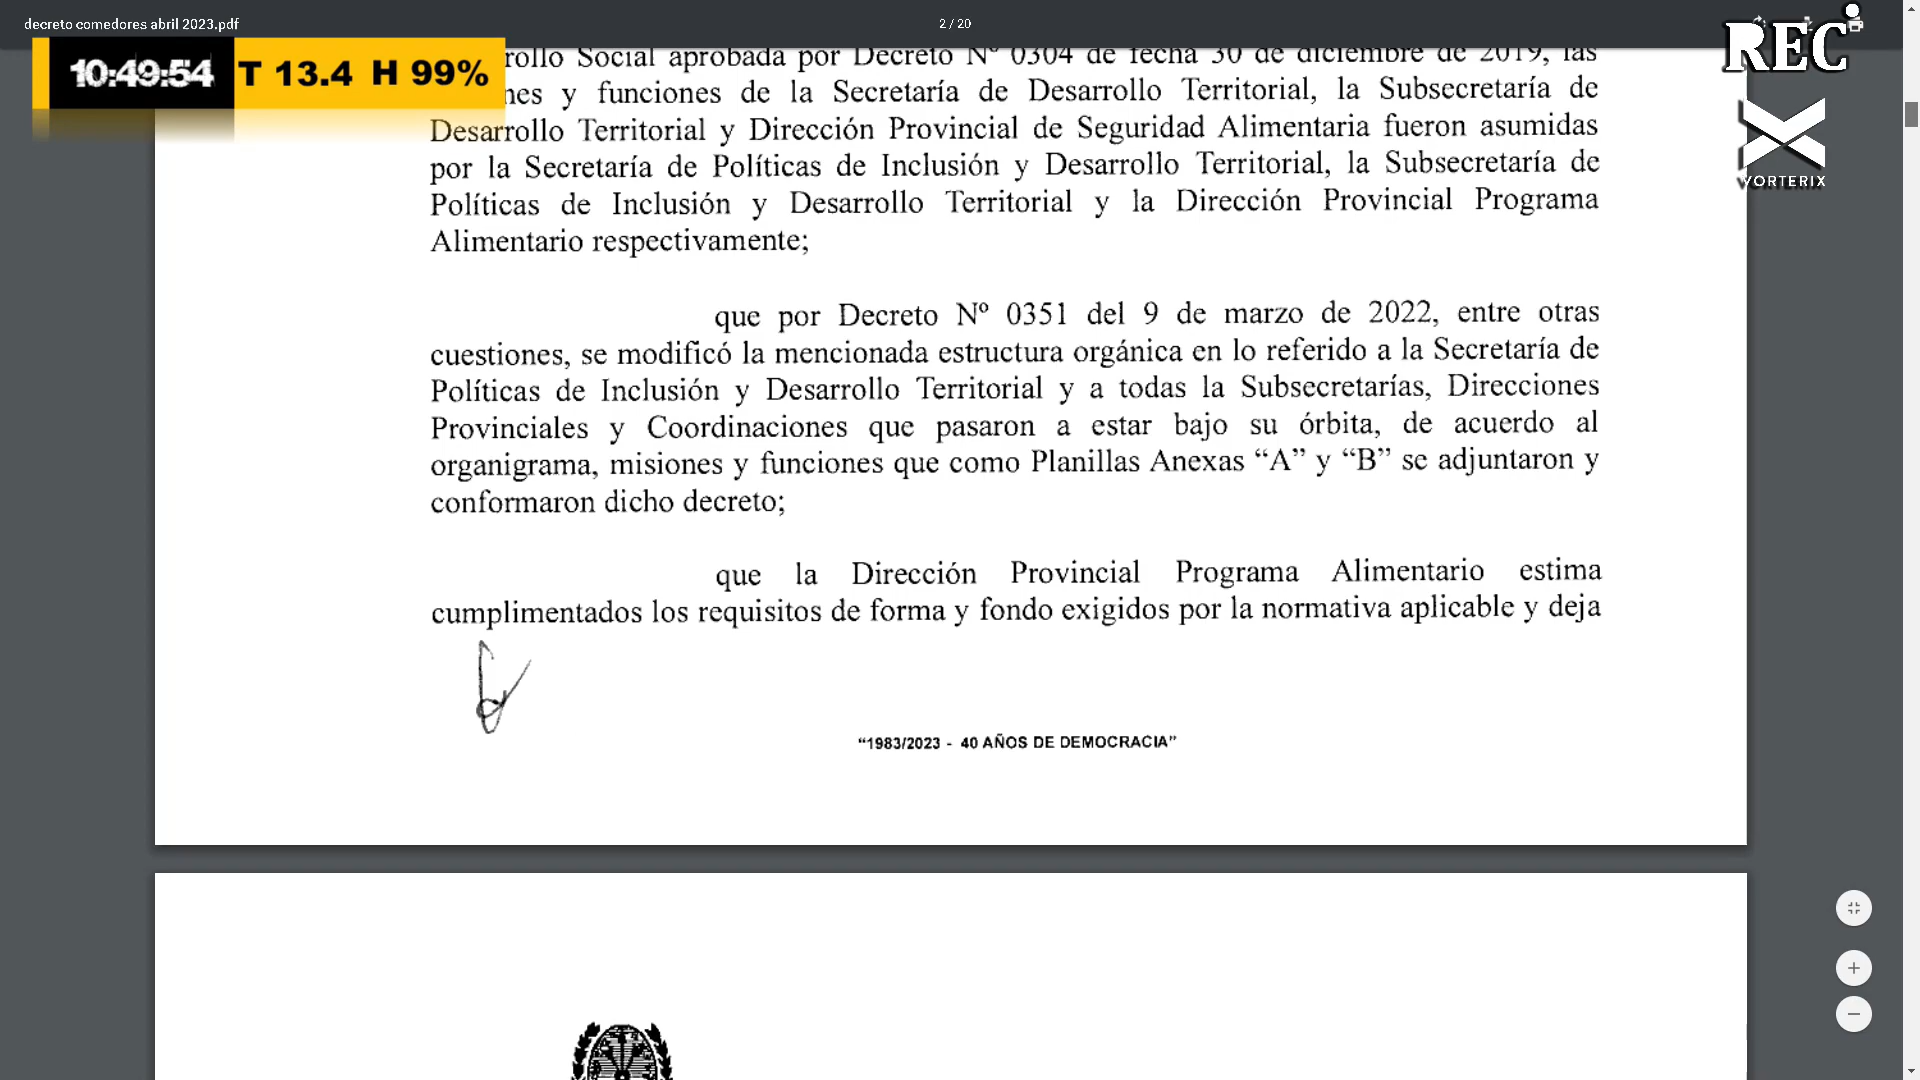 decreto comedores abril 2023.pdf
2 / 20
REC
10:49:54 T 13.4 H 99%
VORTERIX
rollo Social aprobada por Decreto Nº 0304 de fecha 30 de diciembre de 2019, las
nes y funciones de la Secretaría de Desarrollo Territorial, la Subsecretaría de
Desarrollo Territorial y Dirección Provincial de Seguridad Alimentaria fueron asumidas
por la Secretaría de Políticas de Inclusión y Desarrollo Territorial, la Subsecretaría de
Políticas de Inclusión y Desarrollo Territorial y la Dirección Provincial Programa
Alimentario respectivamente;
que por Decreto Nº 0351 del 9 de marzo de 2022, entre otras
cuestiones, se modificó la mencionada estructura orgánica en lo referido a la Secretaría de
Políticas de Inclusión y Desarrollo Territorial y a todas la Subsecretarías, Direcciones
Provinciales y Coordinaciones que pasaron a estar bajo su órbita, de acuerdo al
organigrama, misiones y funciones que como Planillas Anexas “A” y “B” se adjuntaron y
conformaron dicho decreto;
que la Dirección Provincial Programa Alimentario estima
cumplimentados los requisitos de forma y fondo exigidos por la normativa aplicable y deja
“1983/2023 - 40 AÑOS DE DEMOCRACIA”